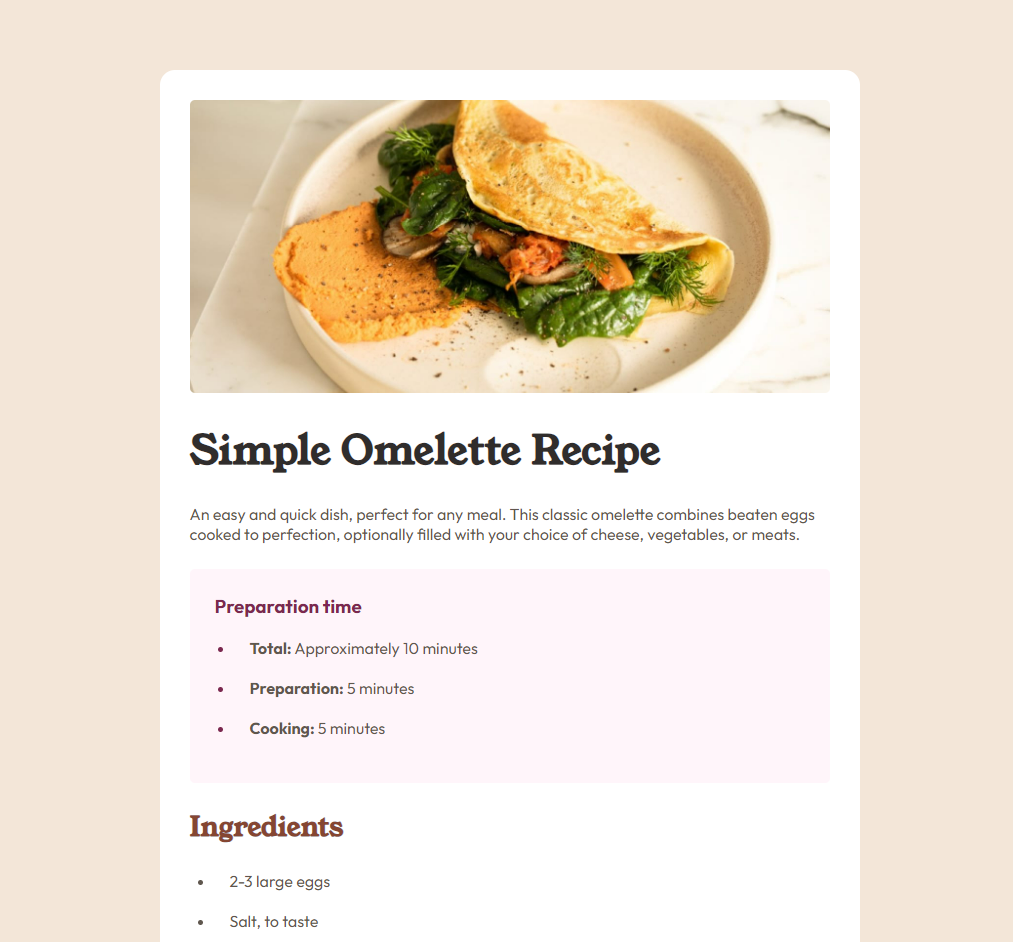 Simple Omelette Recipe
An easy and quick dish, perfect for any meal. This classic omelette combines beaten eggs
cooked to perfection, optionally filled with your choice of cheese, vegetables, or meats.
Preparation time
• Total: Approximately 10 minutes
• Preparation: 5 minutes
• Cooking: 5 minutes
Ingredients
• 2-3 large eggs
• Salt, to taste